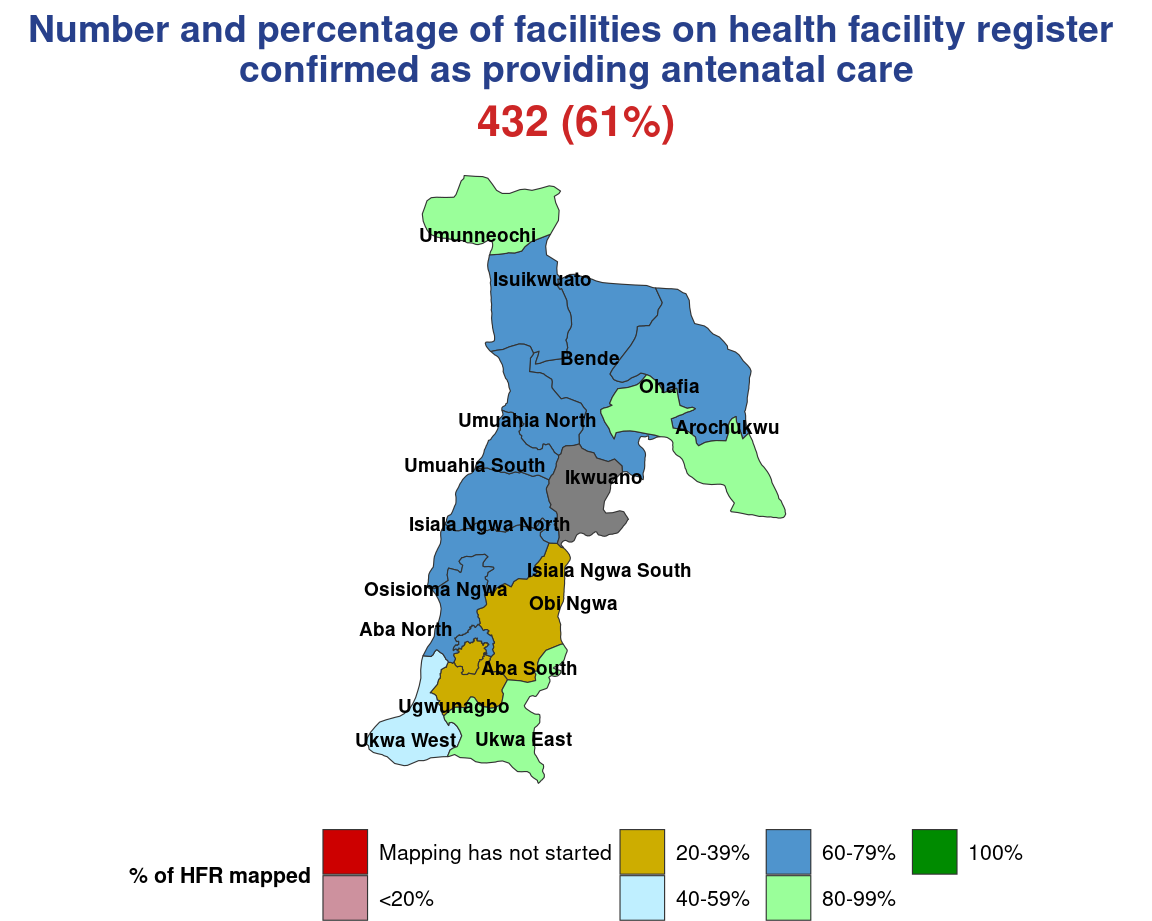 Number and percentage of facilities on health facility register
confirmed as providing antenatal care
432 (61%)
Umunneochi
Isuikwuato
Bende
Ohafia
Umuahia North
Arochukwu
Umuahia South
Ikwuano
Isiala Ngwa North
Isiala Ngwa South
Osisioma Ngwa
Obi Ngwa
Aba North
Aba South
Ugwunagbo
Ukwa West
Ukwa East
% of HFR mapped
Mapping has not started
<20%
20-39%
40-59%
60-79%
80-99%
100%